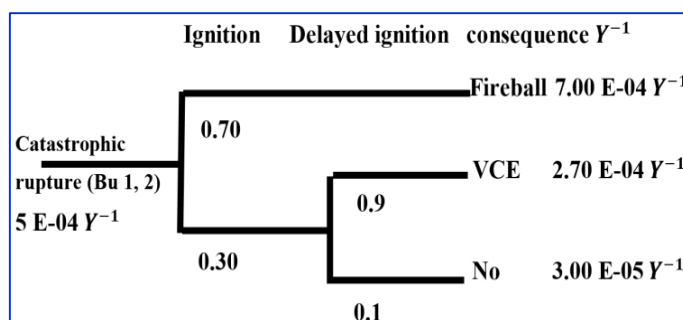 Ignition Delayed ignition consequence Y⁻¹
Fireball 7.00 E-04 Y⁻¹
0.70
Catastrophic
rupture (Bu 1, 2)
5 E-04 Y⁻¹
VCE 2.70 E-04 Y⁻¹
0.9
0.30
No 3.00 E-05 Y⁻¹
0.1